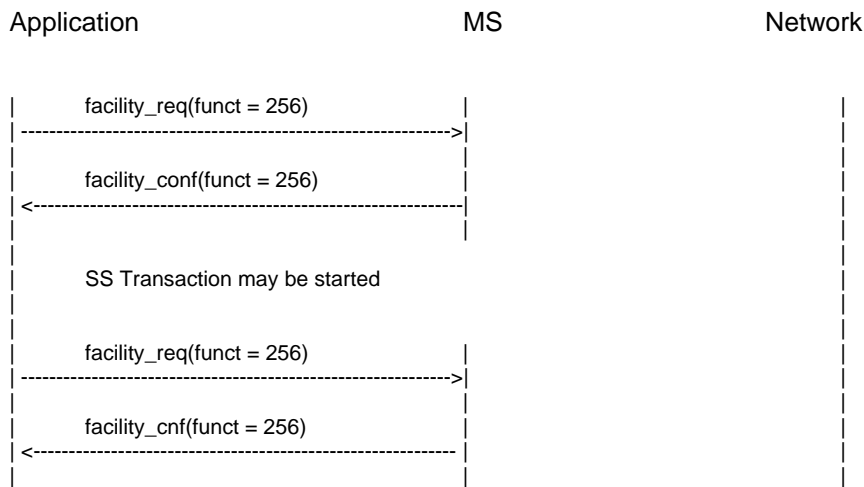 Application MS Network
facility_req(funct = 256)
facility_conf(funct = 256)
SS Transaction may be started
facility_req(funct = 256)
facility_cnf(funct = 256)